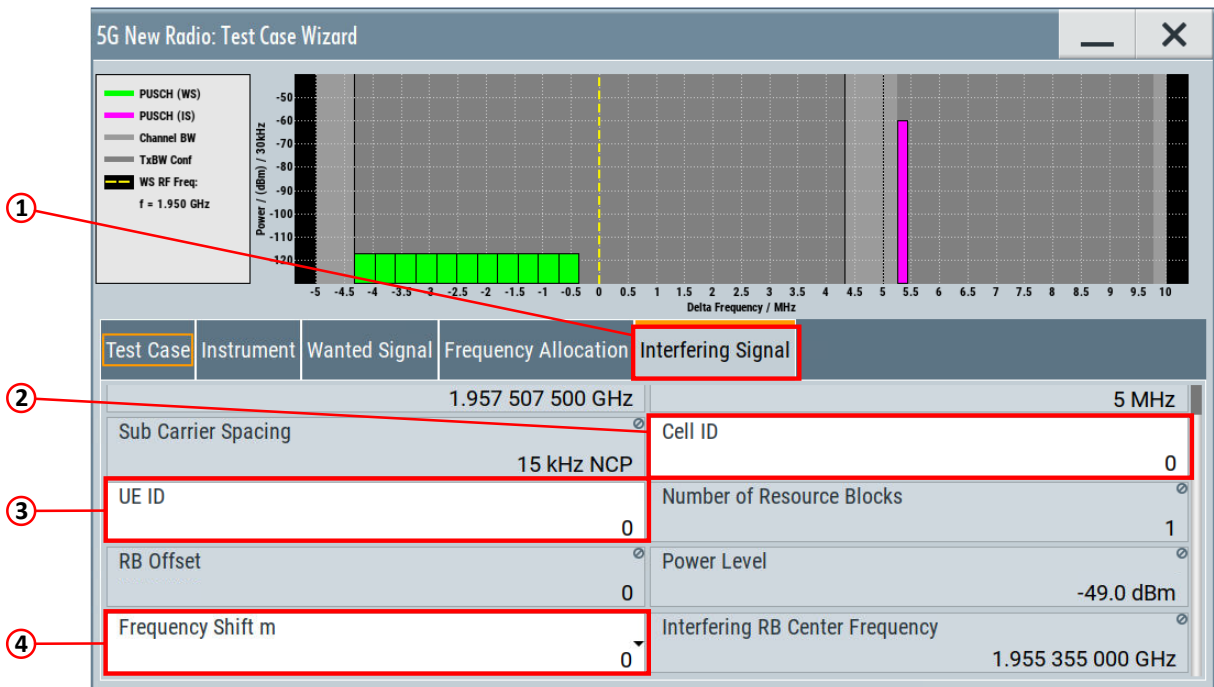 5G New Radio: Test Case Wizard
PUSCH (WS)
PUSCH (IS)
Channel BW
TxBW Conf
WS RF Freq:
f = 1.950 GHz
Power / (dBm) / 30kHz
-50
-60
-70
-80
-90
-100
-110
-120
-5 -4.5 -4 -3.5 -3 -2.5 -2 -1.5 -1 -0.5 0 0.5 1 1.5 2 2.5 3 3.5 4 4.5 5 5.5 6 6.5 7 7.5 8 8.5 9 9.5 10
Delta Frequency / MHz
1
Test Case Instrument Wanted Signal Frequency Allocation Interfering Signal
2
1.957 507 500 GHz 5 MHz
Sub Carrier Spacing Cell ID
15 kHz NCP 0
3
UE ID Number of Resource Blocks
0 1
RB Offset Power Level
0 -49.0 dBm
4
Frequency Shift m Interfering RB Center Frequency
0 1.955 355 000 GHz